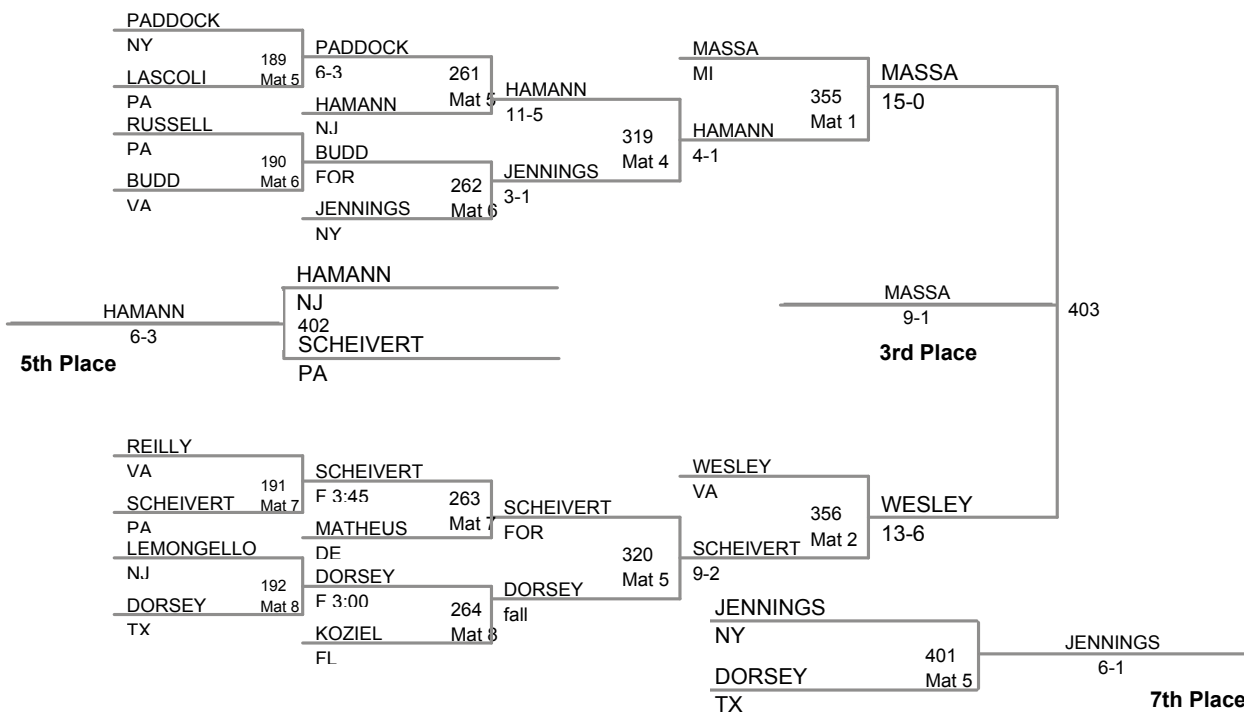 PADDOCK
NY
189
Mat 5
LASCOLI
PA
PADDOCK
6-3
261
Mat 5
HAMANN
NJ
RUSSELL
PA
190
Mat 6
BUDD
VA
BUDD
FOR
262
Mat 6
JENNINGS
NY
HAMANN
11-5
319
Mat 4
JENNINGS
3-1
MASSA
MI
355
Mat 1
HAMANN
4-1
MASSA
15-0
HAMANN
NJ
402
SCHEIVERT
PA
HAMANN
6-3
5th Place
MASSA
9-1
403
3rd Place
REILLY
VA
191
Mat 7
SCHEIVERT
PA
SCHEIVERT
F 3:45
263
Mat 7
MATHEUS
DE
LEMONGELLO
NJ
192
Mat 8
DORSEY
TX
DORSEY
F 3:00
264
Mat 8
KOZIEL
FL
SCHEIVERT
FOR
320
Mat 5
DORSEY
fall
WESLEY
VA
356
Mat 2
SCHEIVERT
9-2
WESLEY
13-6
JENNINGS
NY
401
Mat 5
DORSEY
TX
JENNINGS
6-1
7th Place